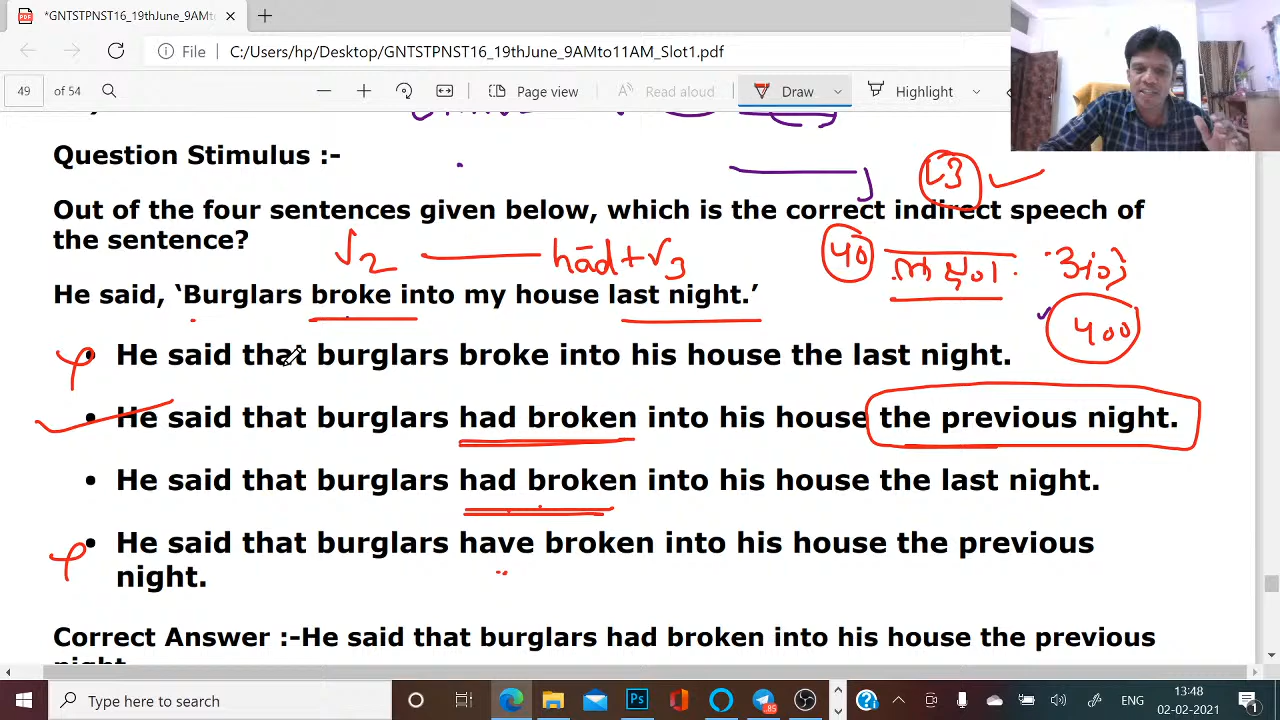 *GNTSTPNST16_19thJune_9AMt
File C:/Users/hp/Desktop/GNTSTPNST16_19thJune_9AMto11AM_Slot1.pdf
49 of 54 Page view Read aloud Draw Highlight
Question Stimulus :-
V3
Out of the four sentences given below, which is the correct indirect speech of
the sentence?
V2 had+V3 40
He said, ‘Burglars broke into my house last night.’
400
He said that burglars broke into his house the last night.
He said that burglars had broken into his house the previous night.
He said that burglars had broken into his house the last night.
He said that burglars have broken into his house the previous
night.
Correct Answer :-He said that burglars had broken into his house the previous
night.
Type here to search
Ps
85
ENG
13:48
02-02-2021
1